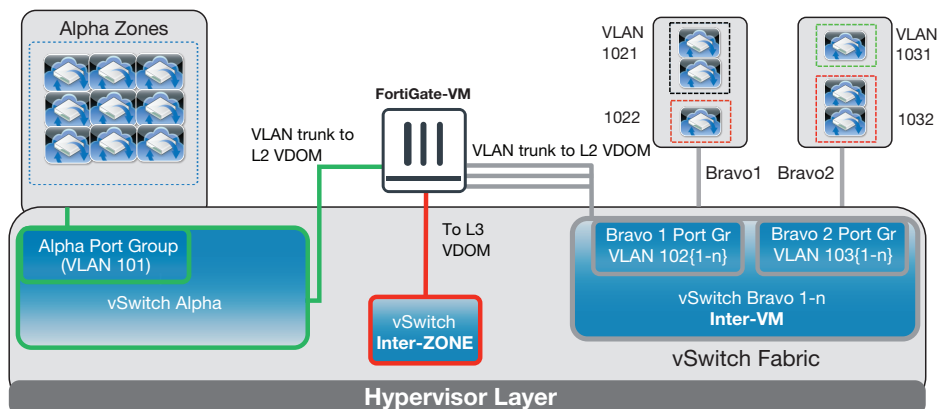 Alpha Zones
FortiGate-VM
VLAN trunk to
L2 VDOM
VLAN trunk to L2 VDOM
To L3
VDOM
VLAN
1021
1022
Bravo1
VLAN
1031
1032
Bravo2
Alpha Port Group
(VLAN 101)
vSwitch Alpha
vSwitch
Inter-ZONE
Bravo 1 Port Gr
VLAN 102{1-n}
Bravo 2 Port Gr
VLAN 103{1-n}
vSwitch Bravo 1-n
Inter-VM
vSwitch Fabric
Hypervisor Layer